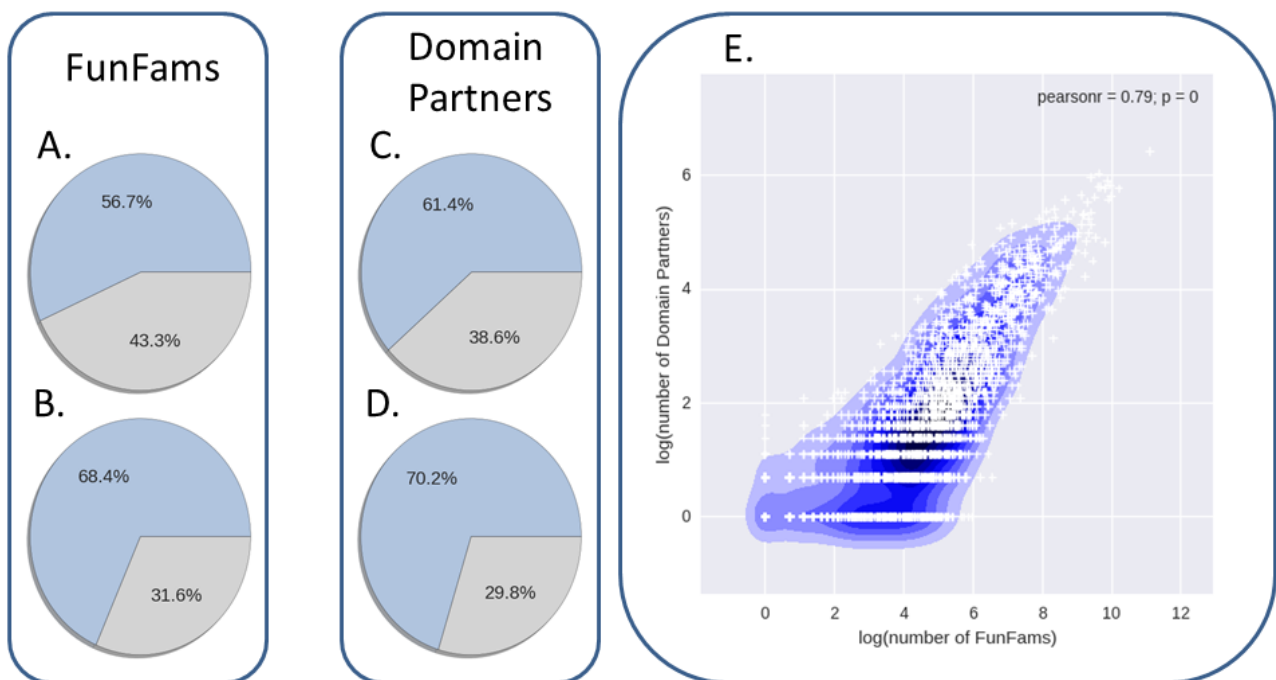 FunFams
A.
56.7%
43.3%
B.
68.4%
31.6%
Domain
Partners
C.
61.4%
38.6%
D.
70.2%
29.8%
E.
pearsonr = 0.79; p = 0
log(number of Domain Partners)
6
4
2
0
0 2 4 6 8 10 12
log(number of FunFams)